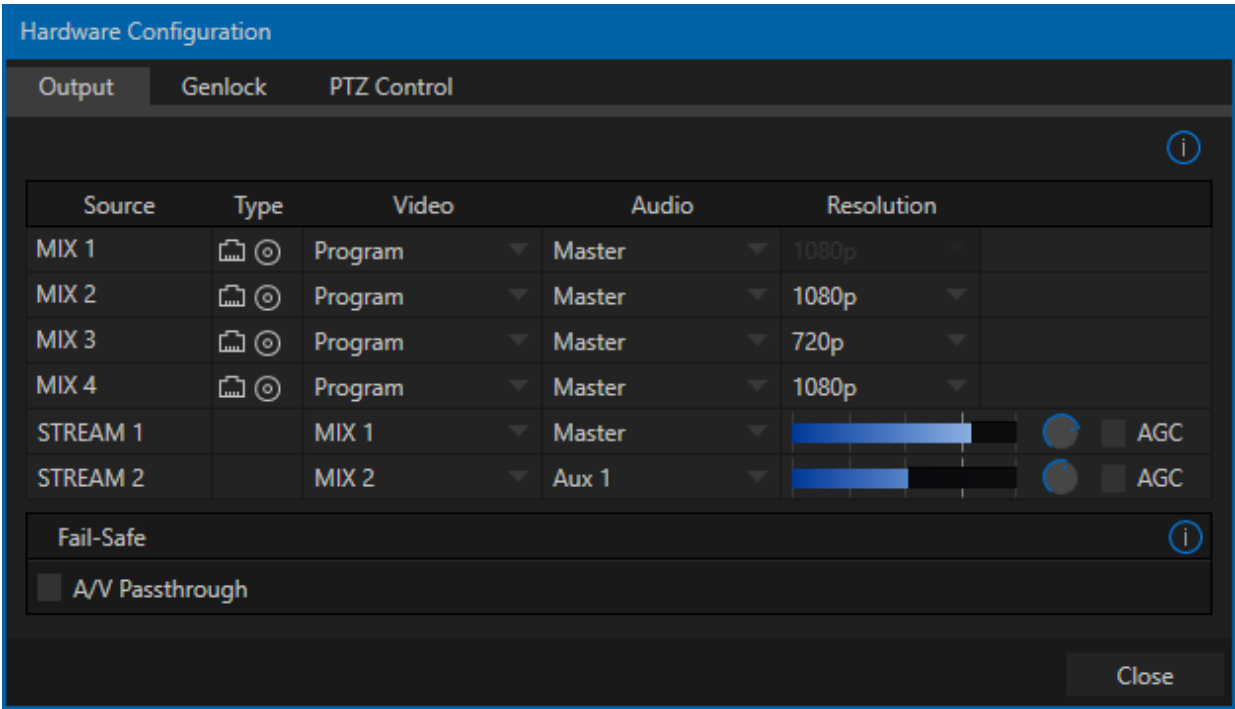 Hardware Configuration
Output Genlock PTZ Control
Source Type Video Audio Resolution
MIX 1 Program Master 1080p
MIX 2 Program Master 1080p
MIX 3 Program Master 720p
MIX 4 Program Master 1080p
STREAM 1 MIX 1 Master AGC
STREAM 2 MIX 2 Aux 1 AGC
Fail-Safe
A/V Passthrough
Close